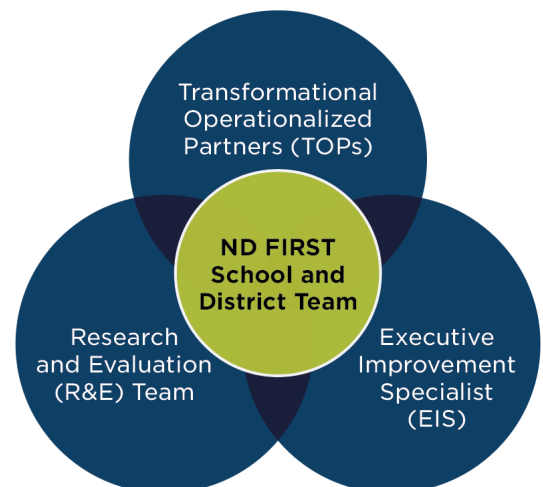 Transformational
Operationalized
Partners (TOPs)
ND FIRST
School and
District Team
Research
and Evaluation
(R&E) Team
Executive
Improvement
Specialist
(EIS)